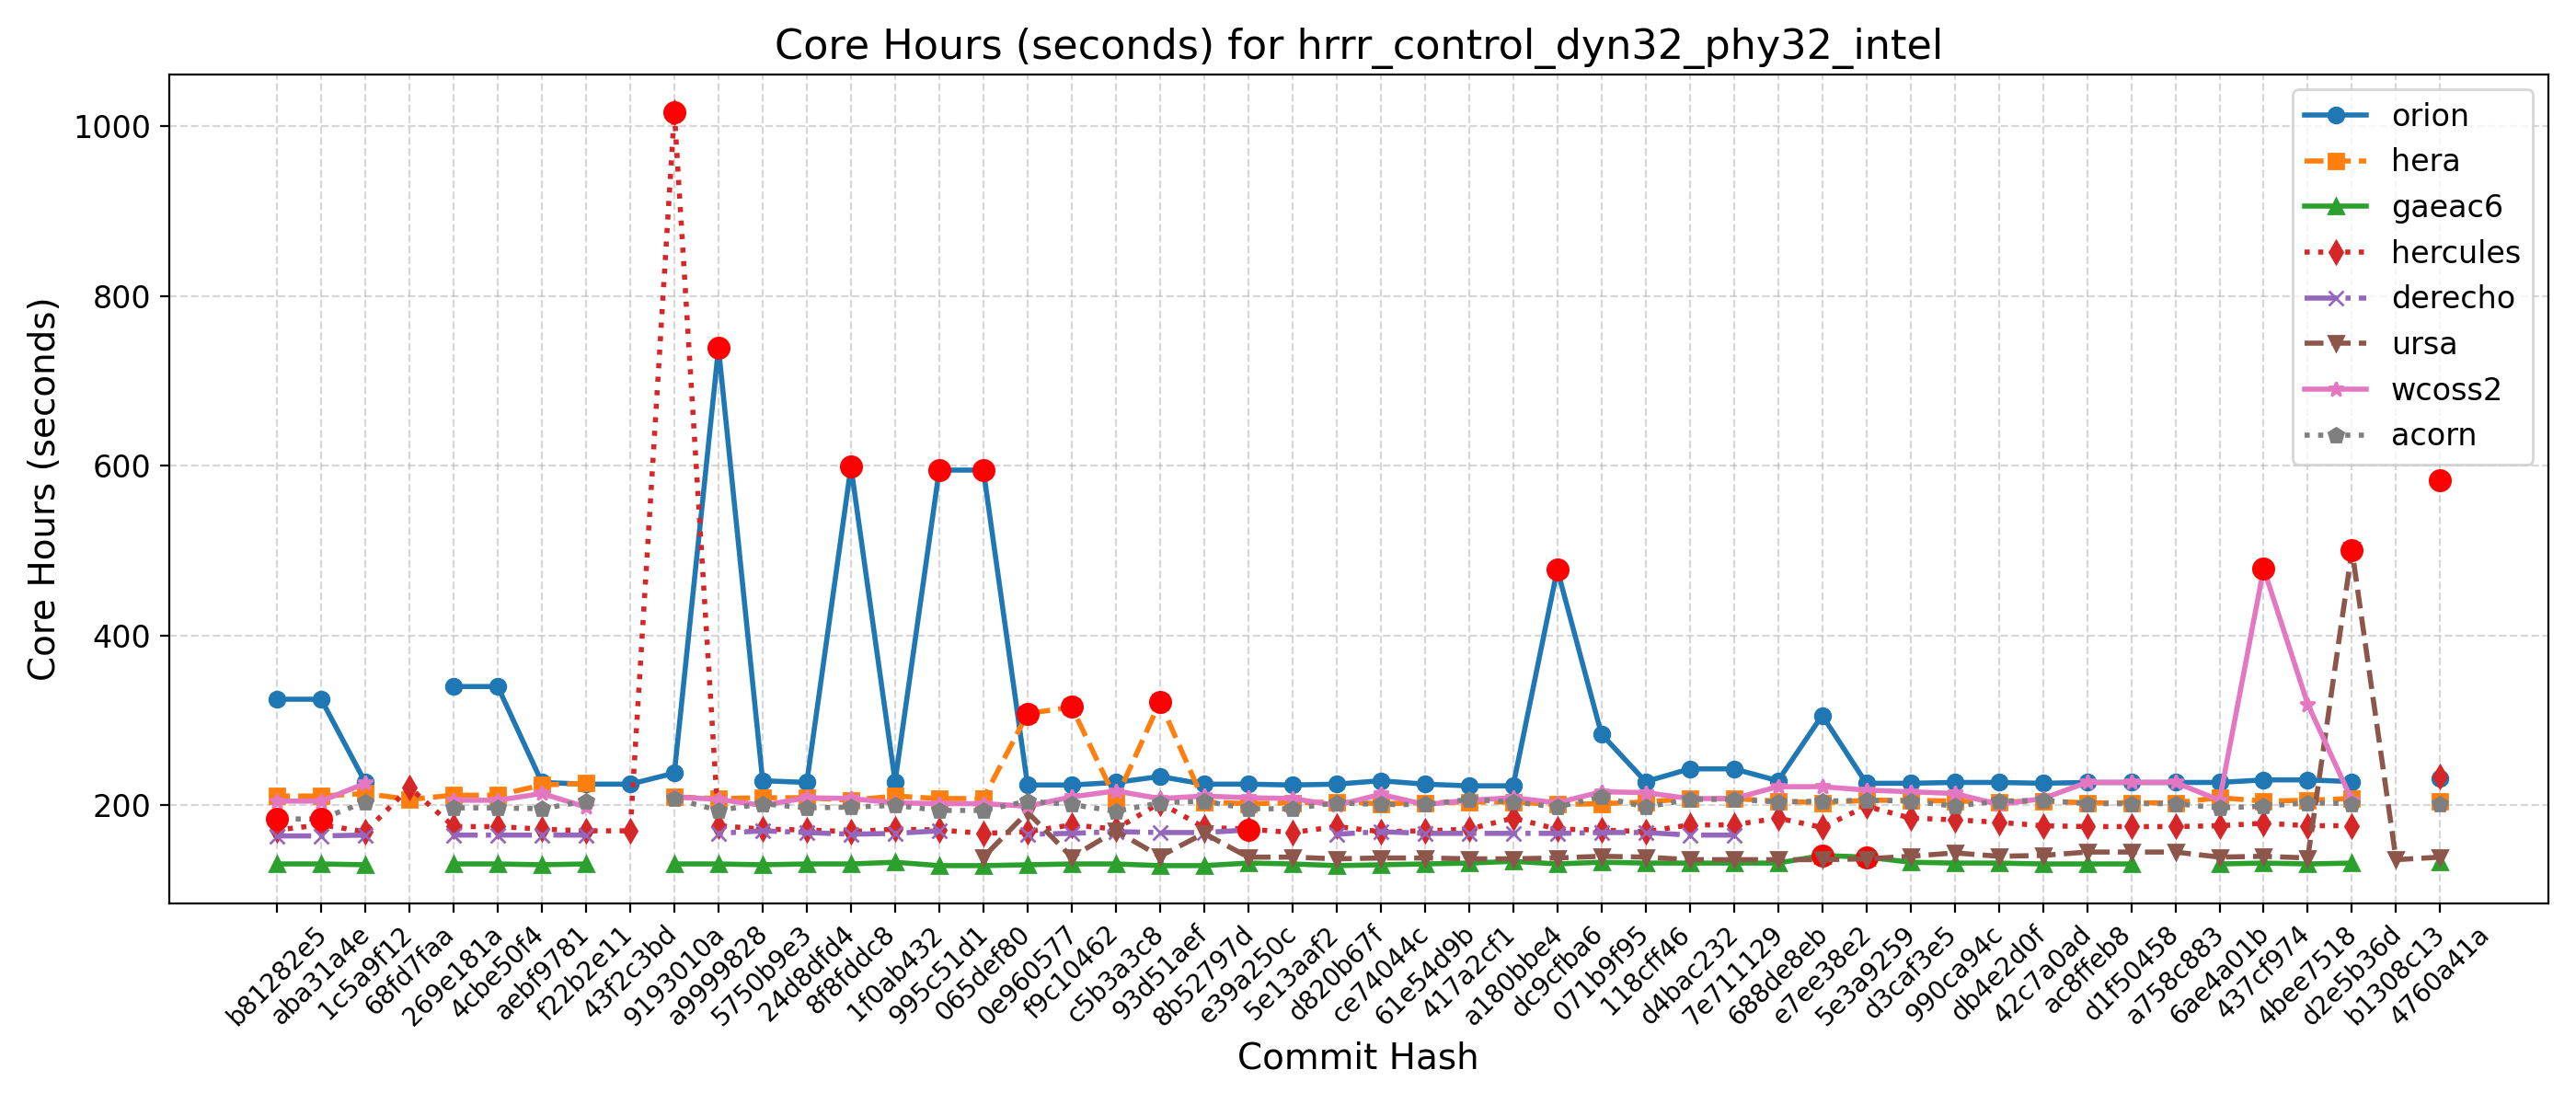 Core Hours (seconds) for hrrr_control_dyn32_phy32_intel
Core Hours (seconds)
1000
800
600
400
200
orion
hera
gaeac6
hercules
derecho
ursa
wcoss2
acorn
b81282e5
aba31a4e
1c5a9f12
68fd7faa
269e181a
4cbe50f4
aebf9781
f22b2e11
43f2c3bd
9193010a
a9999828
5750b9e3
24d8dfd4
8f8fddc8
1f0ab432
995c51d1
065def80
0e960577
f9c10462
c5b3a3c8
93d51aef
8b52797d
e39a250c
5e13aaf2
d820b67f
ce74044c
61e54d9b
417a2cf1
a180bbe4
dc9cfba6
071b9f95
118cff46
d4bac232
7e711129
688de8eb
e7ee38e2
5e3a9259
d3caf3e5
990ca94c
db4e2d0f
42c7a0ad
ac8ffeb8
d1f50458
a758c883
6ae4a01b
437cf974
4bee7518
d2e5b36d
b1308c13
4760a41a
Commit Hash